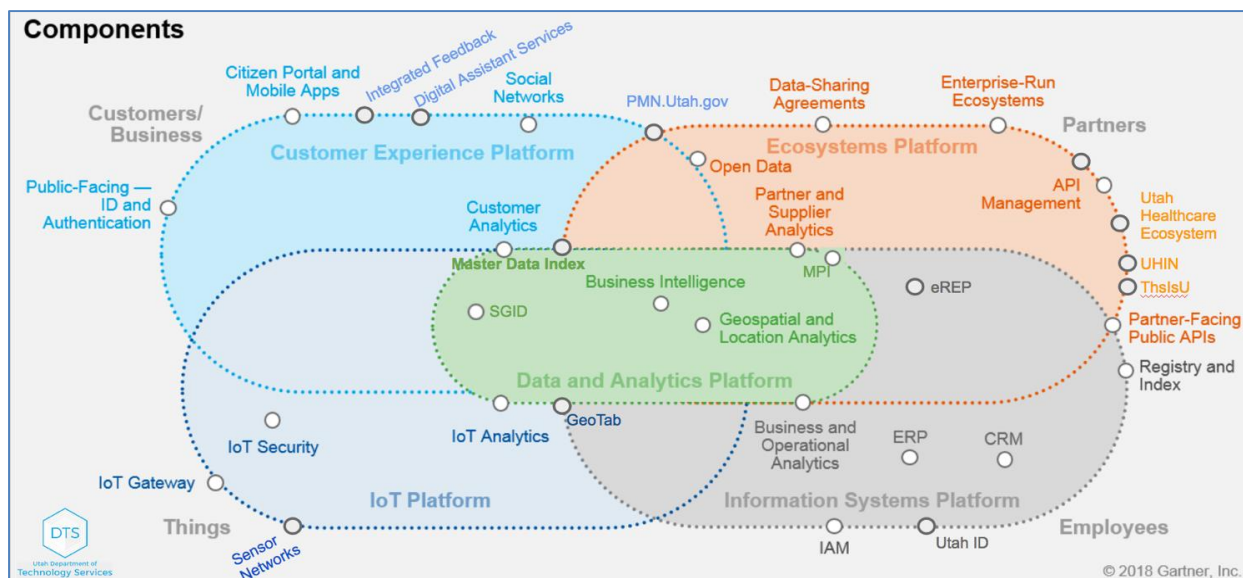 Components
Citizen Portal and
Mobile Apps
Integrated Feedback
Digital Assistant Services
Social
Networks
PMN.Utah.gov
Data-Sharing
Agreements
Enterprise-Run
Ecosystems
Customers/
Business
Partners
Customer Experience Platform
Ecosystems Platform
Open Data
API
Management
Public-Facing —
ID and
Authentication
Customer
Analytics
Partner and
Supplier
Analytics
Utah
Healthcare
Ecosystem
Master Data Index
MPI
UHIN
Business Intelligence
eREP
ThsIsU
SGID
Geospatial and
Location Analytics
Partner-Facing
Public APIs
Registry and
Index
Data and Analytics Platform
IoT Security
IoT Analytics
GeoTab
Business and
Operational
Analytics
ERP
CRM
IoT Gateway
IoT Platform
Information Systems Platform
Things
Employees
Sensor
Networks
IAM
Utah ID
DTS
Utah Department of
Technology Services
© 2018 Gartner, Inc.